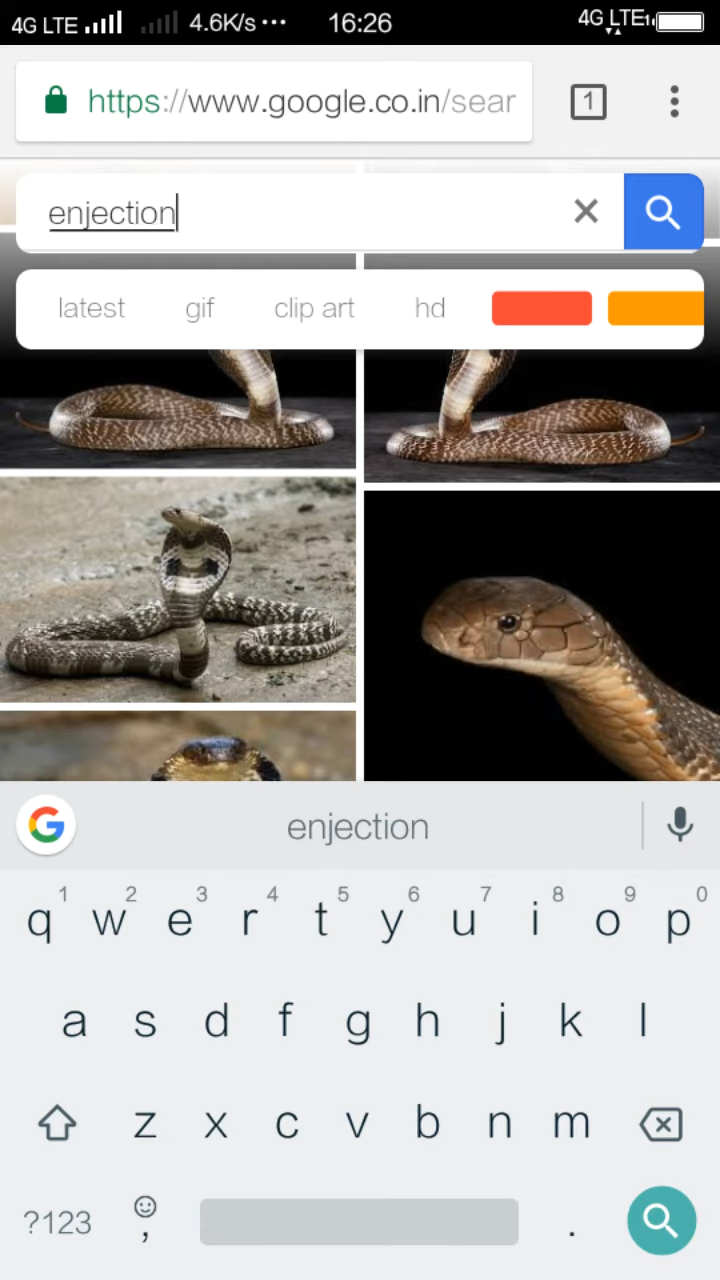 4G LTE 4.6K/s ••• 16:26 4G LTE 1
https://www.google.co.in/sear 1
enjection
latest gif clip art hd
G enjection
1 2 3 4 5 6 7 8 9 0
q w e r t y u i o p
a s d f g h j k l
z x c v b n m
?123 , .